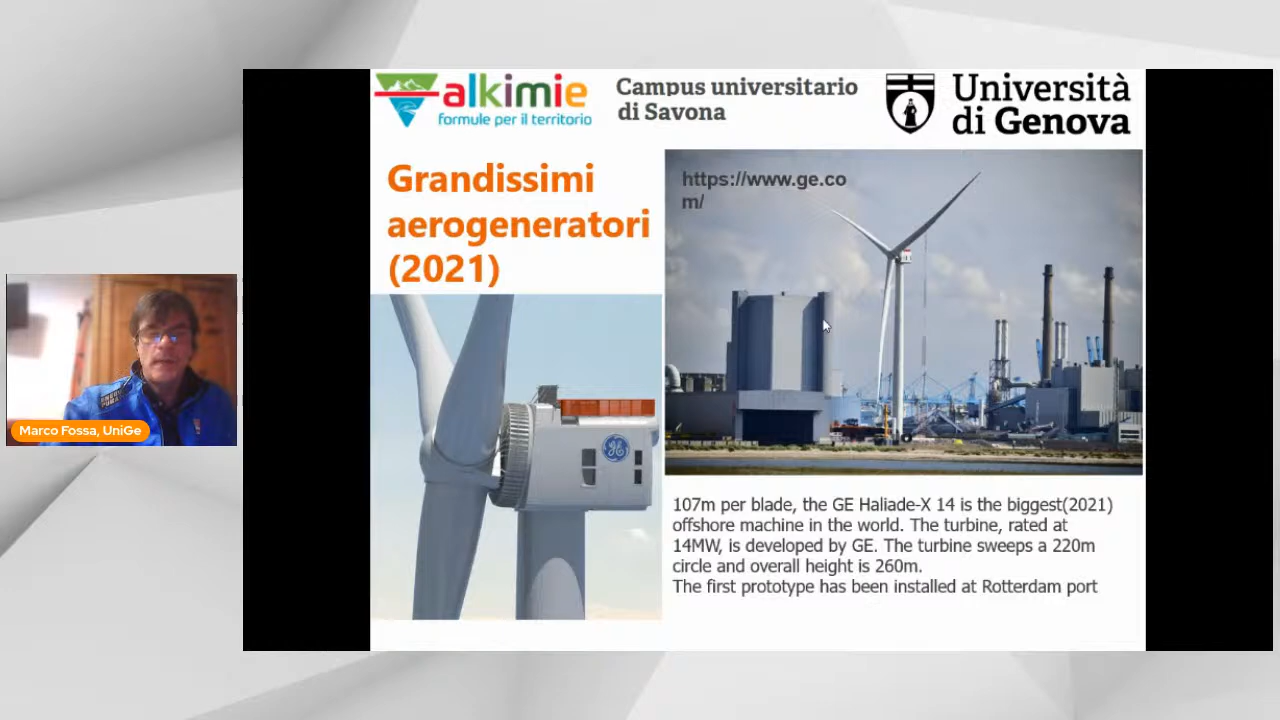 alkimie
formule per il territorio
Campus universitario
di Savona
Università
di Genova
Grandissimi
aerogeneratori
(2021)
https://www.ge.co
m/
GE
107m per blade, the GE Haliade-X 14 is the biggest(2021)
offshore machine in the world. The turbine, rated at
14MW, is developed by GE. The turbine sweeps a 220m
circle and overall height is 260m.
The first prototype has been installed at Rotterdam port
Marco Fossa, UniGe